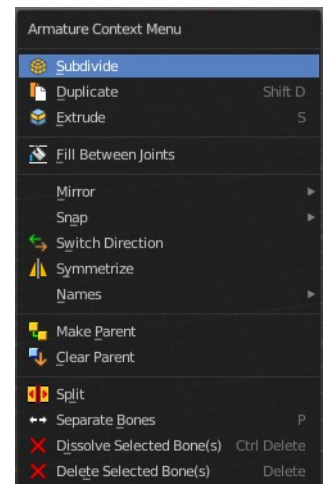 Armature Context Menu
Subdivide
Duplicate Shift D
Extrude S
Fill Between Joints
Mirror
Snap
Switch Direction
Symmetrize
Names
Make Parent
Clear Parent
Split
Separate Bones P
Dissolve Selected Bone(s) Ctrl Delete
Delete Selected Bone(s) Delete